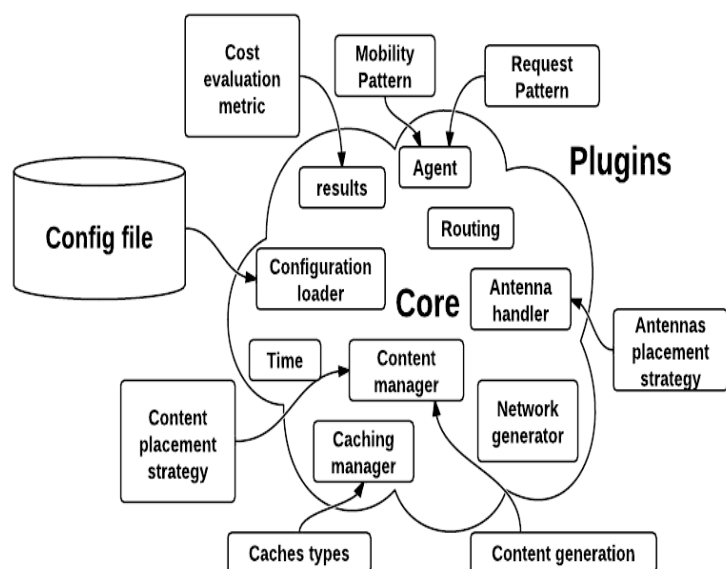 Cost
evaluation
metric
Mobility
Pattern
Request
Pattern
Plugins
Agent
results
Config file
Routing
Configuration
loader
Core
Antenna
handler
Antennas
placement
strategy
Time
Content
manager
Content
placement
strategy
Network
generator
Caching
manager
Caches types
Content generation